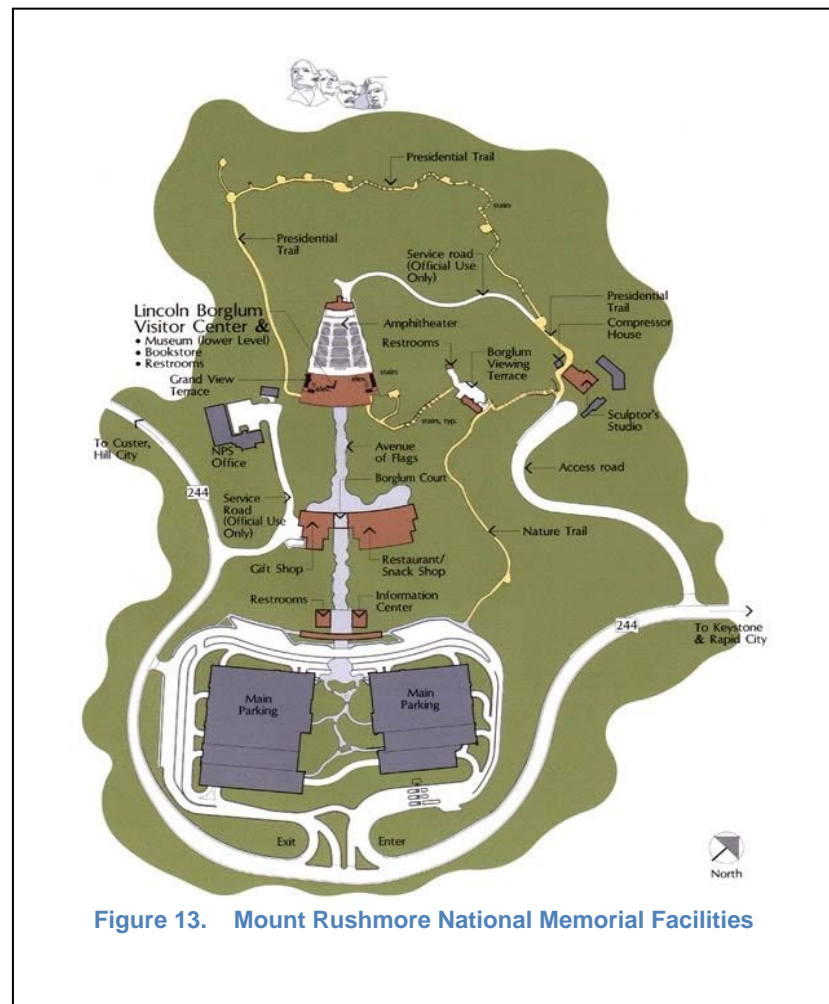 Presidential Trail
stairs
Presidential
Trail
Service road
(Official Use
Only)
Presidential
Trail
Compressor
House
Lincoln Borglum
Visitor Center &
• Museum (lower Level)
• Bookstore
• Restrooms
Amphitheater
Restrooms
Borglum
Viewing
Terrace
Grand View
Terrace
elev.
elev.
stairs
stairs, typ.
Sculptor's
Studio
To Custer,
Hill City
NPS
Office
Avenue
of Flags
Access road
244
Borglum Court
Service
Road
(Official Use
Only)
Nature Trail
Gift Shop
Restaurant/
Snack Shop
Restrooms
Information
Center
244
To Keystone
& Rapid City
Main
Parking
Main
Parking
Exit
Enter
North
Figure 13. Mount Rushmore National Memorial Facilities